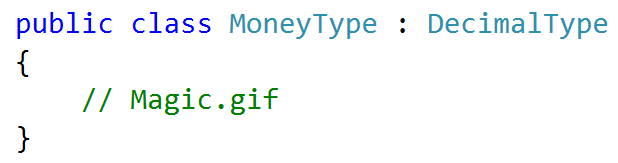 public class MoneyType : DecimalType
{
    // Magic.gif
}